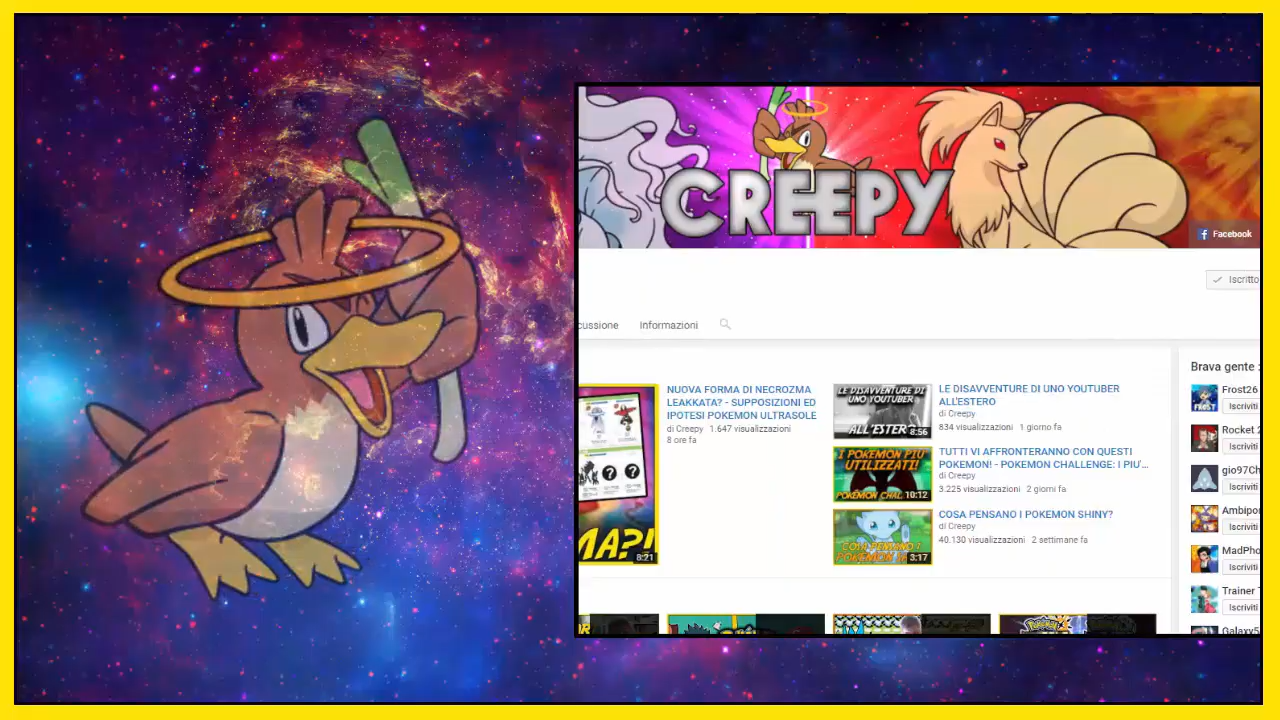 CREEPY
Facebook
Iscritto
cussione Informazioni
NUOVA FORMA DI NECROZMA
LEAKKATA? - SUPPOSIZIONI ED
IPOTESI POKEMON ULTRASOLE
di Creepy 1.647 visualizzazioni
8 ore fa
MA?!
8:21
LE DISAVVENTURE DI
UNO YOUTUBER
ALL'ESTER
8:56
LE DISAVVENTURE DI UNO YOUTUBER
ALL'ESTERO
di Creepy
834 visualizzazioni 1 giorno fa
I POKEMON PIU'
UTILIZZATI!
POKEMON CHAL
10:12
TUTTI VI AFFRONTERANNO CON QUESTI
POKEMON! - POKEMON CHALLENGE: I PIU'...
di Creepy
3.225 visualizzazioni 2 giorni fa
COSA PENSANO I
POKEMON
3:17
COSA PENSANO I POKEMON SHINY?
di Creepy
40.130 visualizzazioni 2 settimane fa
Brava gente :
Frost26
Iscriviti
Rocket 2
Iscriviti
gio97Ch
Iscriviti
Ambipor
Iscriviti
MadPho
Iscriviti
Trainer T
Iscriviti
Galaxy5